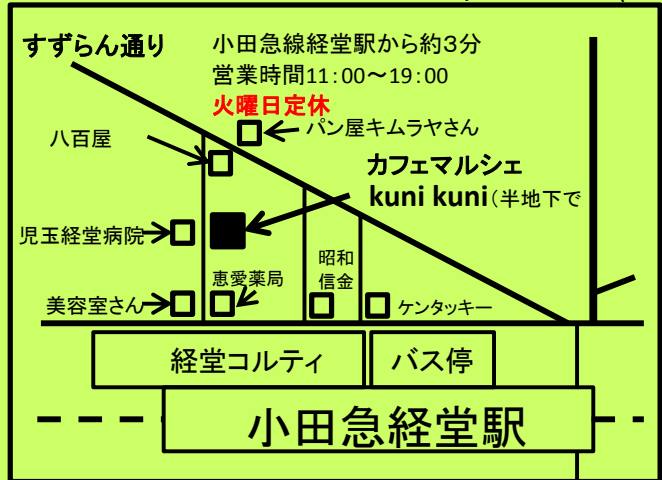 すずらん通り
小田急線経堂駅から約3分
営業時間11:00～19:00
火曜日定休
パン屋キムラヤさん
八百屋
カフェマルシェ
kuni kuni(半地下で
児玉経堂病院
恵愛薬局
昭和
信金
美容室さん
ケンタッキー
経堂コルティ
バス停
小田急経堂駅